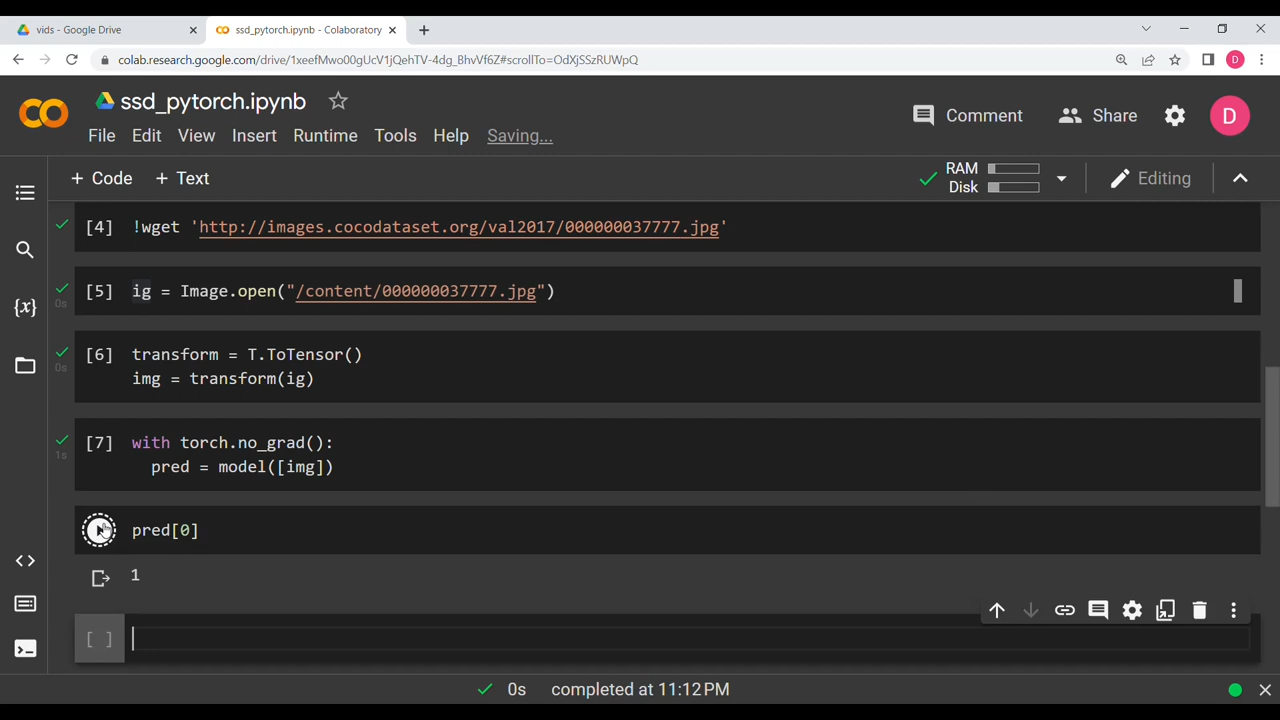 vids - Google Drive
ssd_pytorch.ipynb - Colaboratory
colab.research.google.com/drive/1xeefMwo00gUcV1jQehTV-4dg_BhvVf6Z#scrollTo=OdXjSSzRUWpQ
D
CO
ssd_pytorch.ipynb
Comment
Share
D
File Edit View Insert Runtime Tools Help Saving...
+ Code + Text
RAM
Disk
Editing
[4] !wget 'http://images.cocodataset.org/val2017/000000037777.jpg'
[5] ig = Image.open("/content/000000037777.jpg")
0s
[6] transform = T.ToTensor()
0s
img = transform(ig)
[7] with torch.no_grad():
1s
pred = model([img])
pred[0]
1
[ ]
{x}
0s completed at 11:12 PM